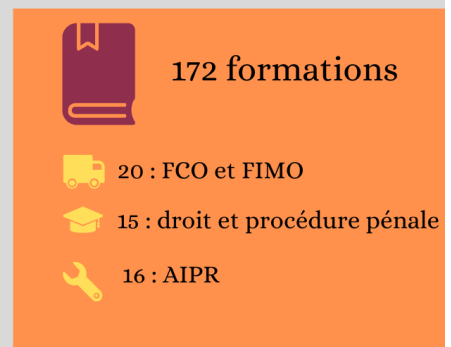 172 formations
20 : FCO et FIMO
15 : droit et procédure pénale
16 : AIPR